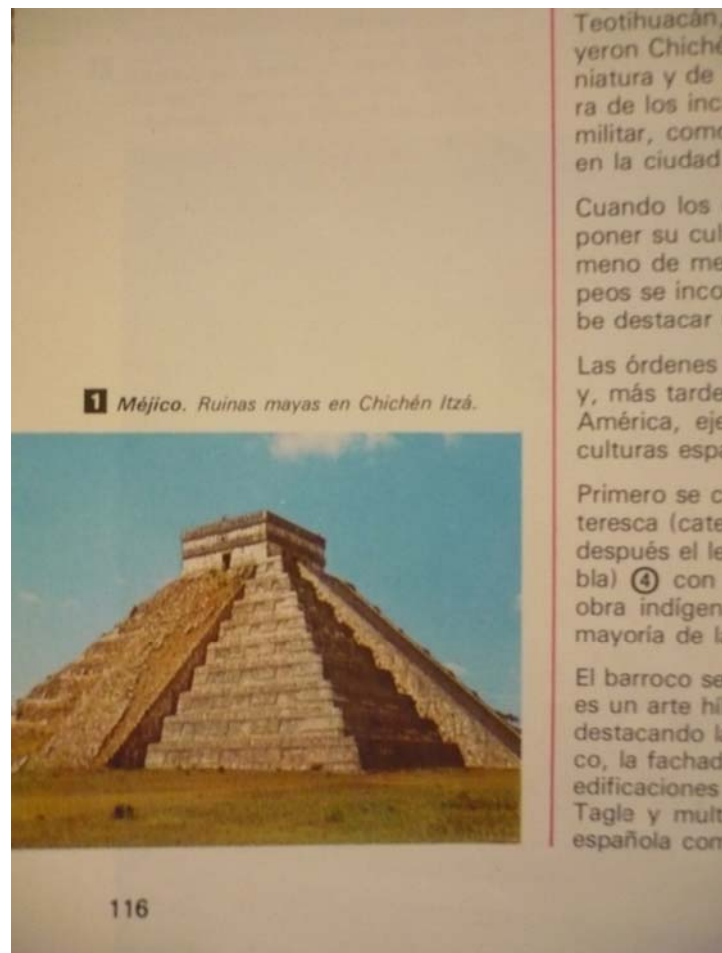 1 Méjico. Ruinas mayas en Chichén Itzá.
116
Teotihuacán,
yeron Chiché
niatura y de
ra de los inc
militar, como
en la ciudad
Cuando los
poner su cul
meno de me
peos se inco
be destacar
Las órdenes
y, más tarde
América, eje
culturas espa
Primero se c
teresca (cate
después el le
bla) ④ con
obra indígen
mayoría de la
El barroco se
es un arte hí
destacando la
co, la fachad
edificaciones
Tagle y mult
española com